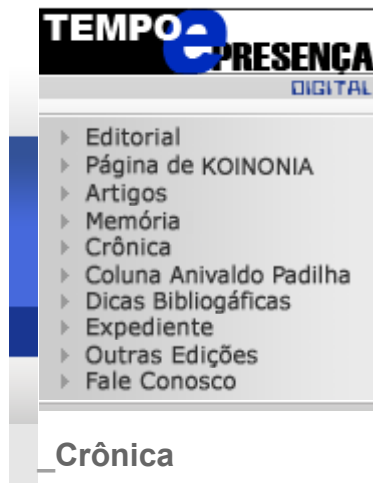 TEMPO
e
PRESENÇA
DIGITAL
Editorial
Página de KOINONIA
Artigos
Memória
Crônica
Coluna Anivaldo Padilha
Dicas Bibliogáficas
Expediente
Outras Edições
Fale Conosco
_Crônica